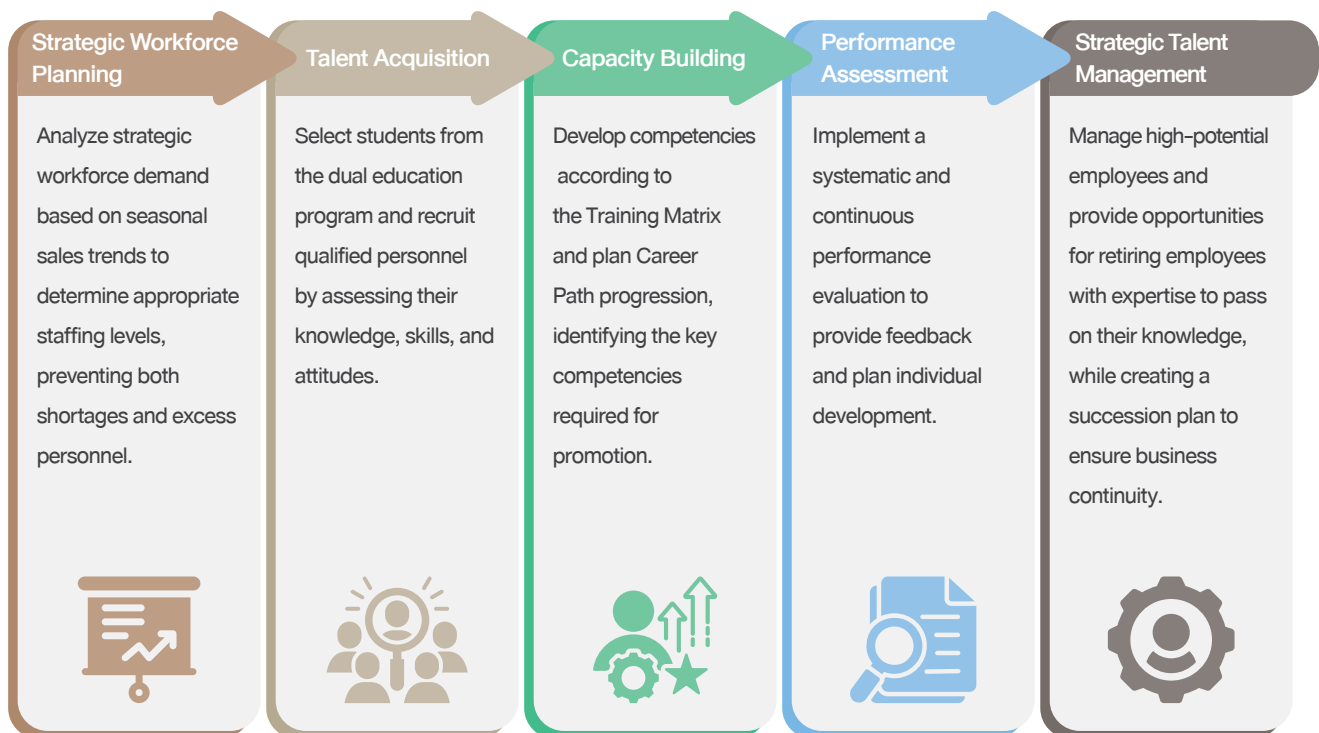 Strategic Workforce
Planning
Analyze strategic
workforce demand
based on seasonal
sales trends to
determine appropriate
staffing levels,
preventing both
shortages and excess
personnel.
Talent Acquisition
Select students from
the dual education
program and recruit
qualified personnel
by assessing their
knowledge, skills, and
attitudes.
Capacity Building
Develop competencies
according to
the Training Matrix
and plan Career
Path progression,
identifying the key
competencies
required for
promotion.
Performance
Assessment
Implement a
systematic and
continuous
performance
evaluation to
provide feedback
and plan individual
development.
Strategic Talent
Management
Manage high-potential
employees and
provide opportunities
for retiring employees
with expertise to pass
on their knowledge,
while creating a
succession plan to
ensure business
continuity.